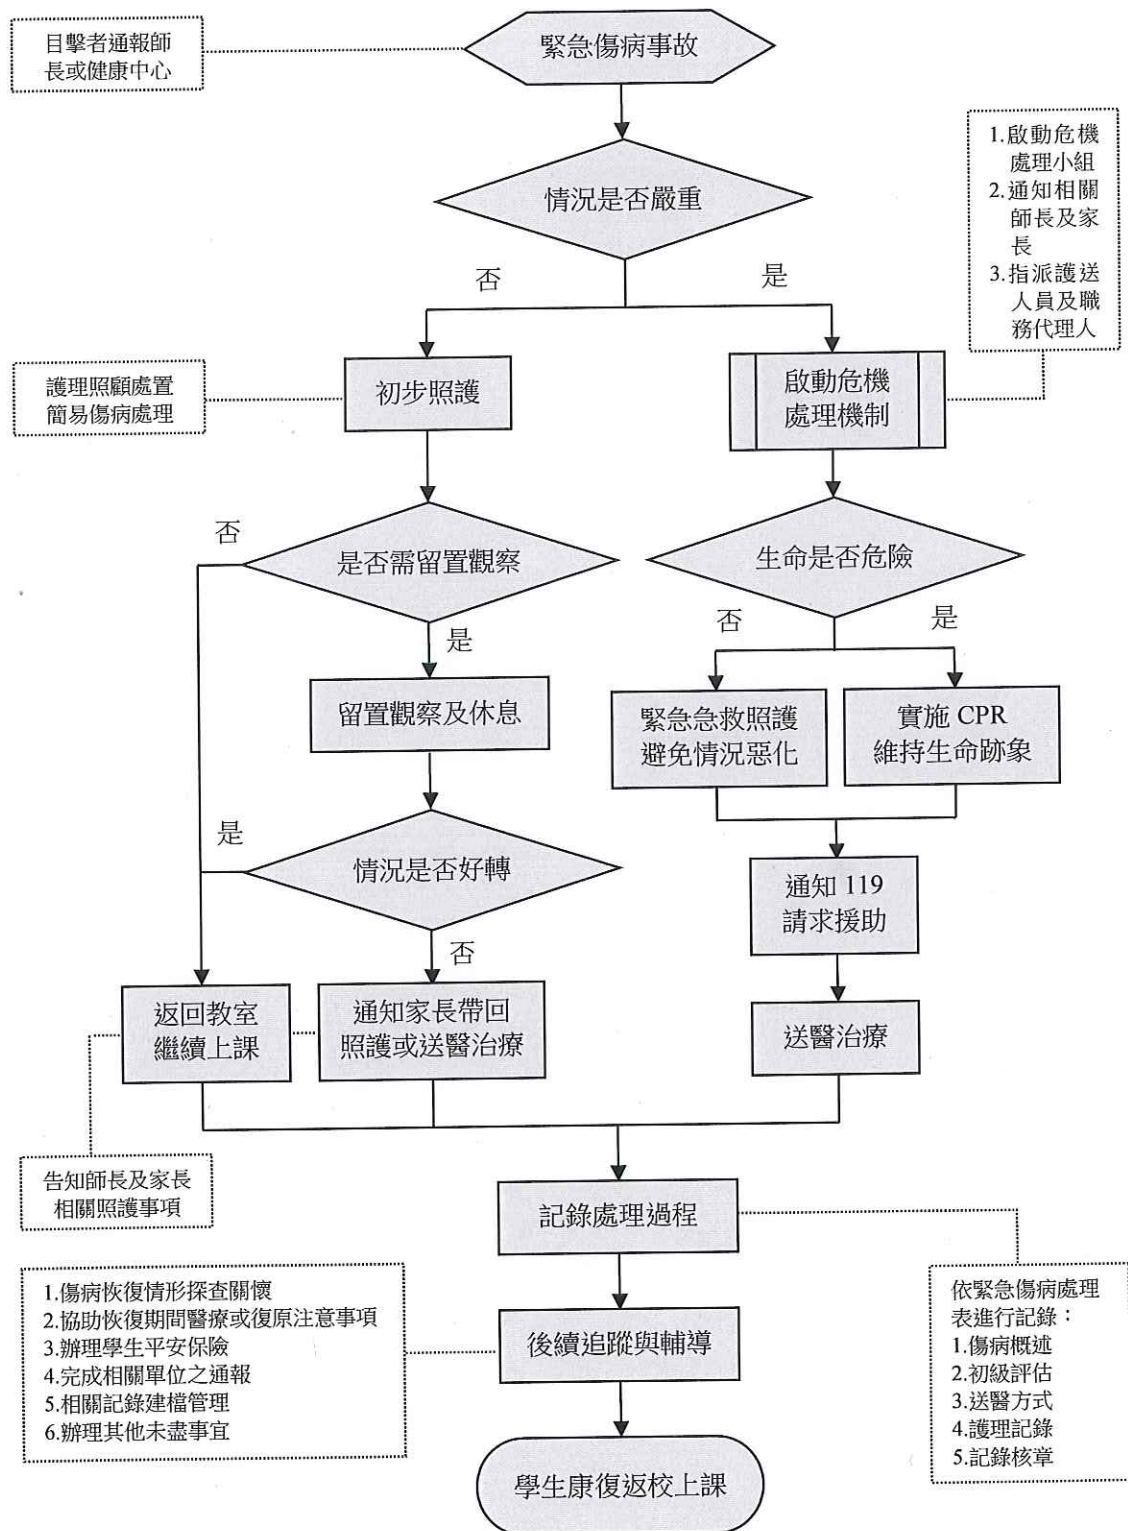 目擊者通報師
長或健康中心
緊急傷病事故
情況是否嚴重
否
是
1.啟動危機
處理小組
2.通知相關
師長及家
長
3.指派護送
人員及職
務代理人
護理照顧處置
簡易傷病處理
初步照護
啟動危機
處理機制
否
是否需留置觀察
是
生命是否危險
否
是
留置觀察及休息
緊急急救照護
避免情況惡化
實施 CPR
維持生命跡象
是
情況是否好轉
否
通知 119
請求援助
返回教室
繼續上課
通知家長帶回
照護或送醫治療
送醫治療
告知師長及家長
相關照護事項
記錄處理過程
1.傷病恢復情形探查關懷
2.協助恢復期間醫療或復原注意事項
3.辦理學生平安保險
4.完成相關單位之通報
5.相關記錄建檔管理
6.辦理其他未盡事宜
後續追蹤與輔導
依緊急傷病處理
表進行記錄：
1.傷病概述
2.初級評估
3.送醫方式
4.護理記錄
5.記錄核章
學生康復返校上課